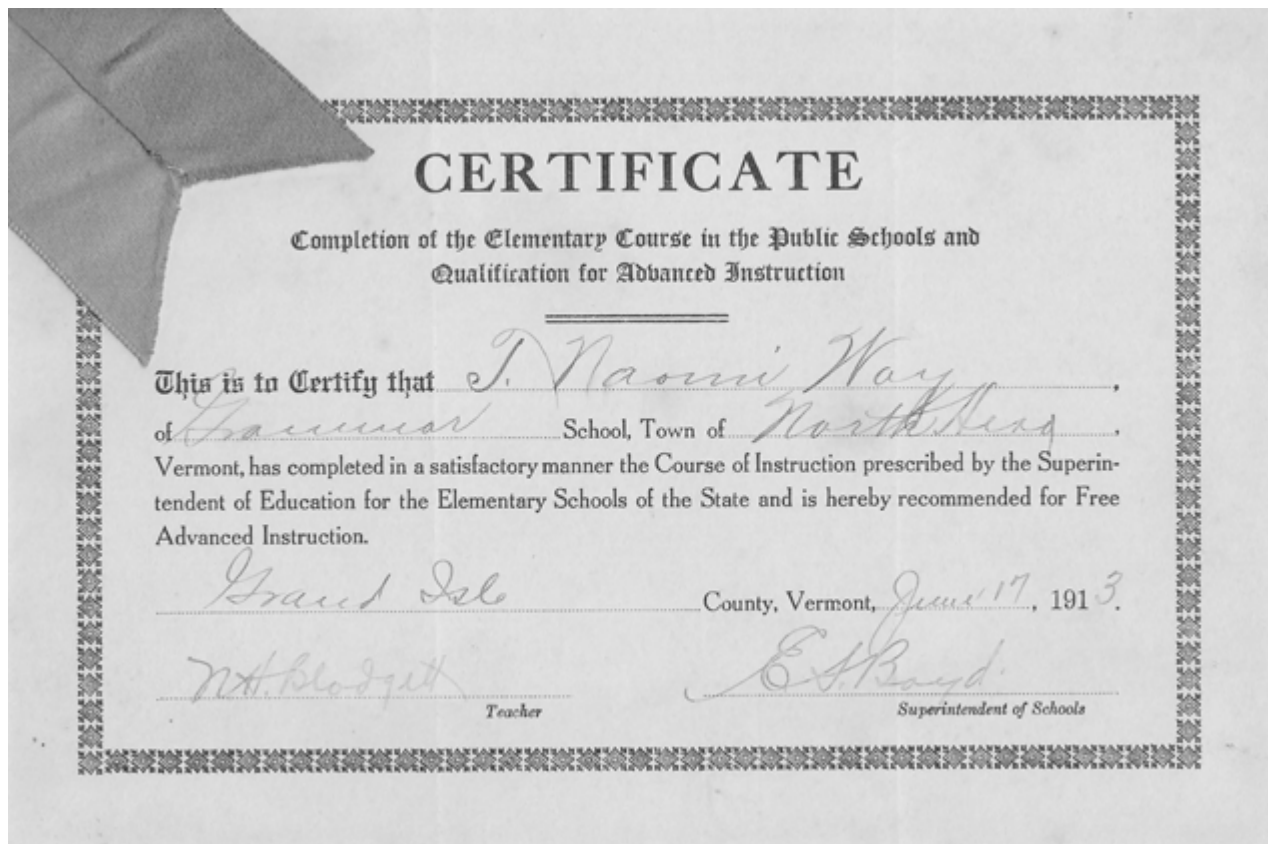 CERTIFICATE
Completion of the Elementary Course in the Public Schools and
Qualification for Advanced Instruction
This is to Certify that T. Naomi Way,
of Grammar School, Town of North Hero,
Vermont, has completed in a satisfactory manner the Course of Instruction prescribed by the Superin-
tendent of Education for the Elementary Schools of the State and is hereby recommended for Free
Advanced Instruction.
Grand Isle County, Vermont, June 17, 1913.
N.H. Blodgett E.S. Boyd
Teacher Superintendent of Schools